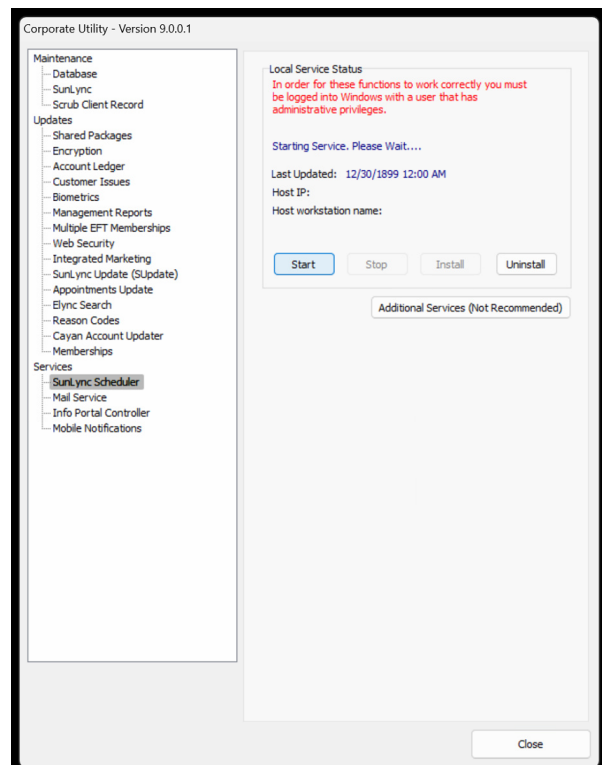 Corporate Utility - Version 9.0.0.1
Maintenance
Database
SunLync
Scrub Client Record
Updates
Shared Packages
Encryption
Account Ledger
Customer Issues
Biometrics
Management Reports
Multiple EFT Memberships
Web Security
Integrated Marketing
SunLync Update (SUpdate)
Appointments Update
Elync Search
Reason Codes
Cayan Account Updater
Memberships
Services
SunLync Scheduler
Mail Service
Info Portal Controller
Mobile Notifications
Local Service Status
In order for these functions to work correctly you must
be logged into Windows with a user that has
administrative privileges.
Starting Service. Please Wait....
Last Updated: 12/30/1899 12:00 AM
Host IP:
Host workstation name:
Start Stop Install Uninstall
Additional Services (Not Recommended)
Close